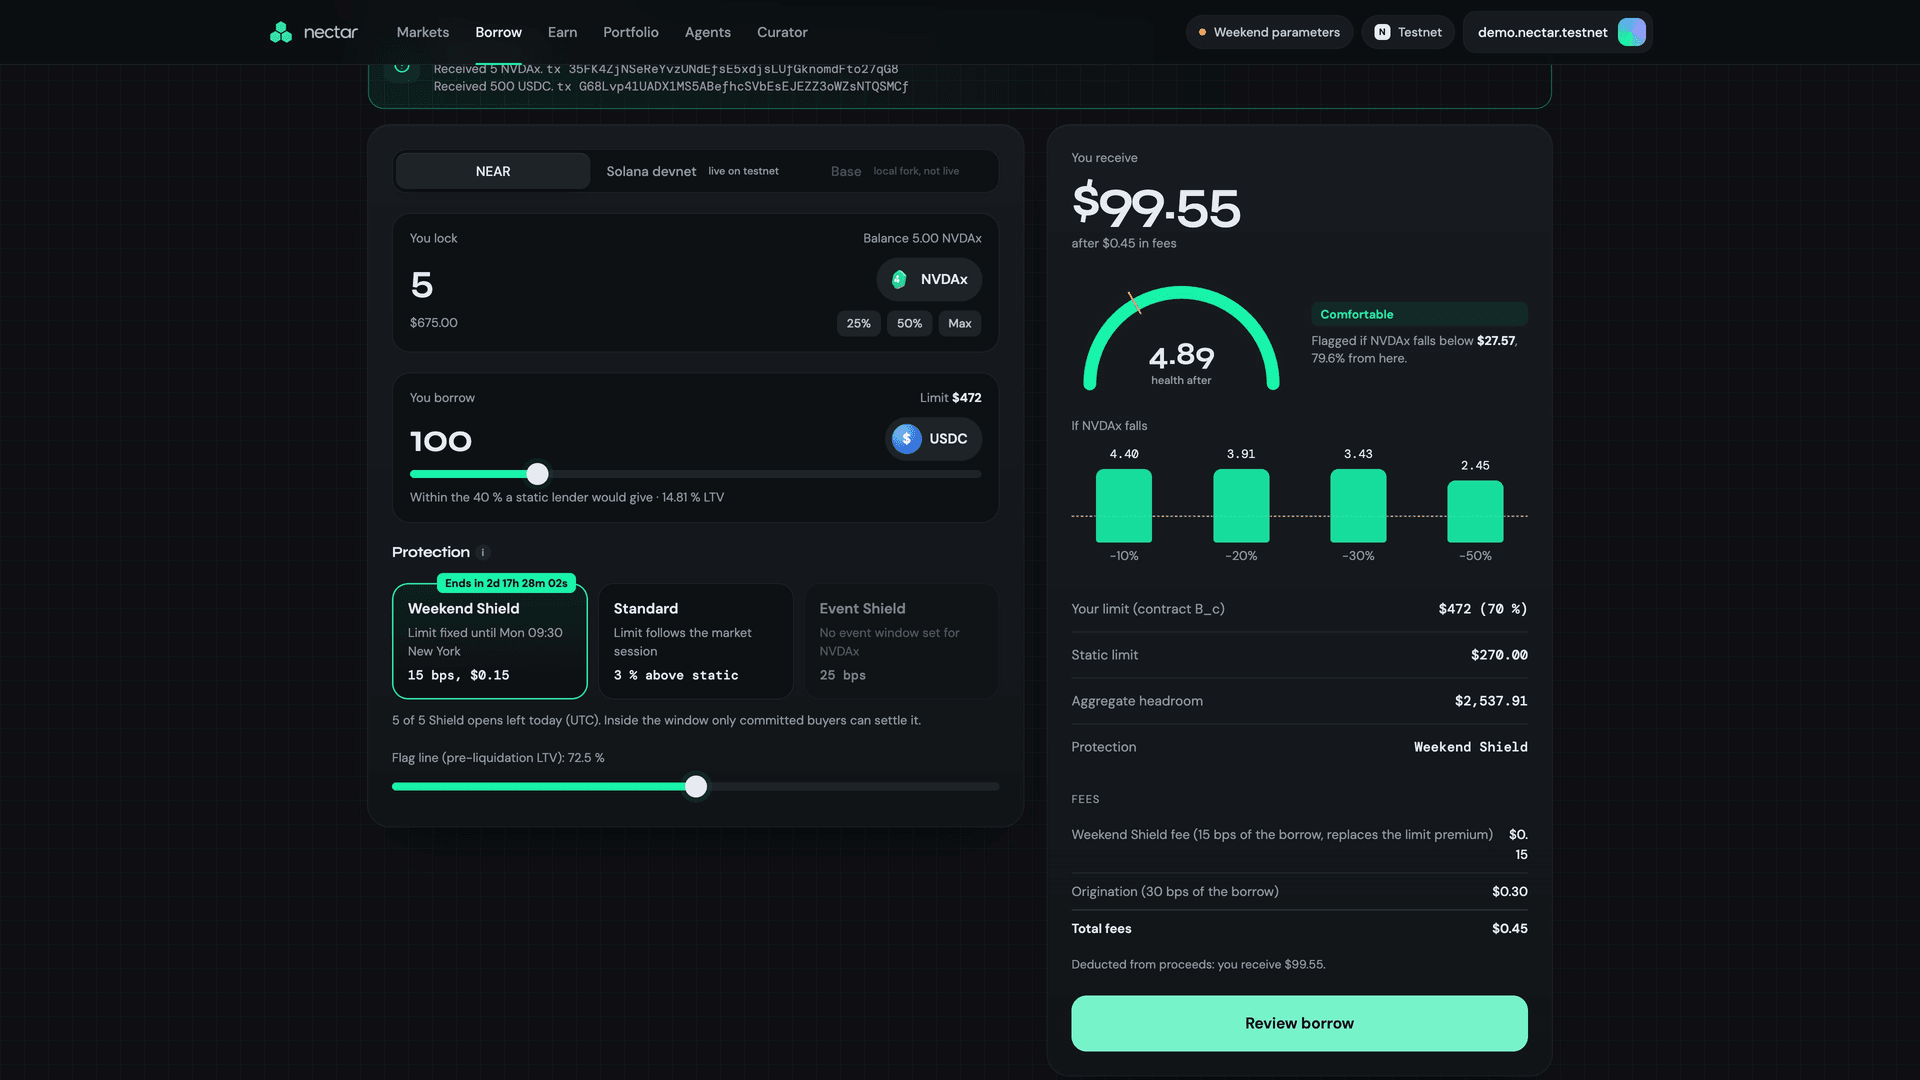 nectar
Markets
Borrow
Earn
Portfolio
Agents
Curator
Weekend parameters
N Testnet
demo.nectar.testnet
Received 5 NVDAx. tx 35FK4ZjNSeReYvzUNdEfsE5xdjsLUfGknomdFto27qG8
Received 500 USDC. tx G68Lvp41UADX1MS5ABefhcSVbEsEJEZZ3oWZsNTQSMCf
NEAR
Solana devnet live on testnet
Base local fork, not live
You lock
Balance 5.00 NVDAx
5
NVDAx
$675.00
25%
50%
Max
You borrow
Limit $472
100
$ USDC
Within the 40 % a static lender would give · 14.81 % LTV
Protection i
Ends in 2d 17h 28m 02s
Weekend Shield
Limit fixed until Mon 09:30
New York
15 bps, $0.15
Standard
Limit follows the market
session
3 % above static
Event Shield
No event window set for
NVDAx
25 bps
5 of 5 Shield opens left today (UTC). Inside the window only committed buyers can settle it.
Flag line (pre-liquidation LTV): 72.5 %
You receive
$99.55
after $0.45 in fees
4.89
health after
Comfortable
Flagged if NVDAx falls below $27.57,
79.6% from here.
If NVDAx falls
4.40
3.91
3.43
2.45
-10%
-20%
-30%
-50%
Your limit (contract B_c)
$472 (70 %)
Static limit
$270.00
Aggregate headroom
$2,537.91
Protection
Weekend Shield
FEES
Weekend Shield fee (15 bps of the borrow, replaces the limit premium)
$0.
15
Origination (30 bps of the borrow)
$0.30
Total fees
$0.45
Deducted from proceeds: you receive $99.55.
Review borrow